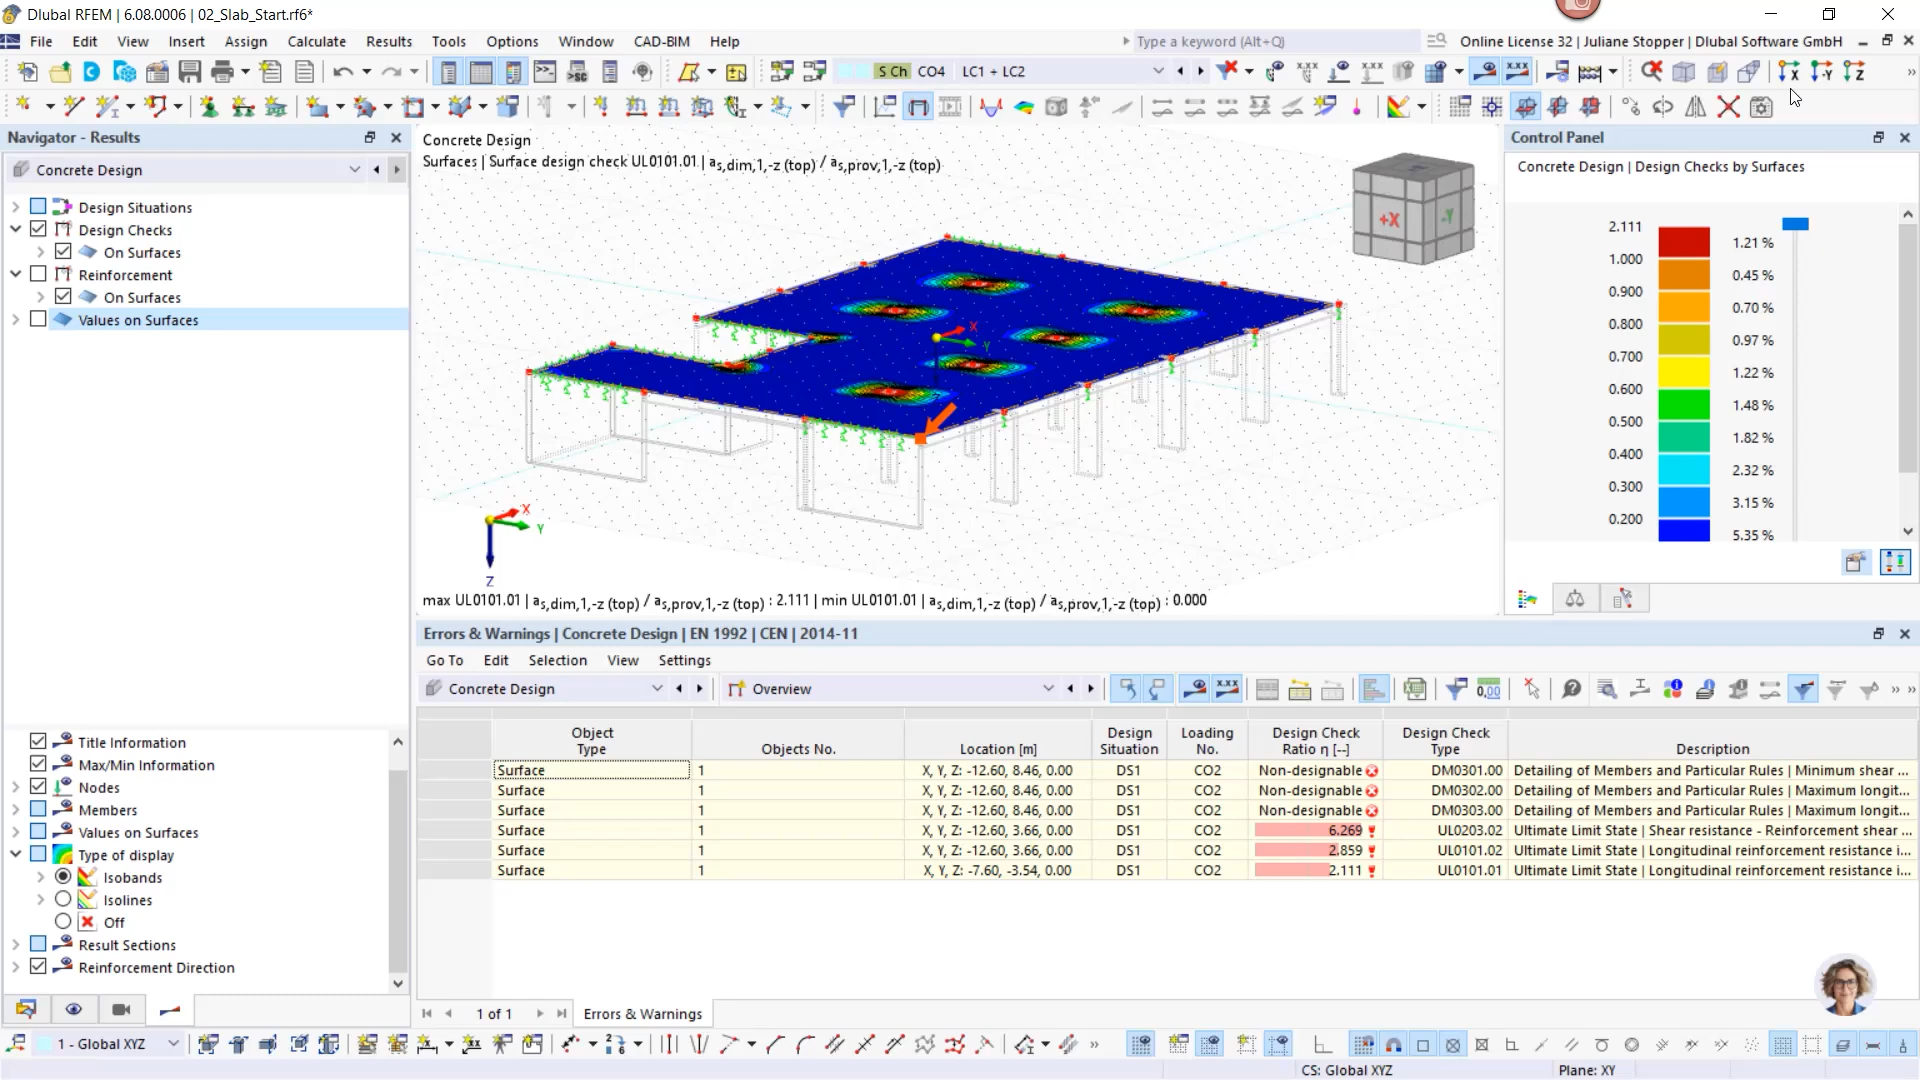 Dlubal RFEM | 6.08.0006 | 02_Slab_Start.rf6*
File Edit View Insert Assign Calculate Results Tools Options Window CAD-BIM Help
Type a keyword (Alt+Q)
Online License 32 | Juliane Stopper | Dlubal Software GmbH
S Ch CO4 LC1 + LC2
Navigator - Results
Concrete Design
Design Situations
Design Checks
On Surfaces
Reinforcement
On Surfaces
Values on Surfaces
Title Information
Max/Min Information
Nodes
Members
Values on Surfaces
Type of display
Isobands
Isolines
Off
Result Sections
Reinforcement Direction
Concrete Design
Surfaces | Surface design check UL0101.01 | as,dim,1,-z (top) / as,prov,1,-z (top)
+X
-Y
X
Y
X
Y
Z
max UL0101.01 | as,dim,1,-z (top) / as,prov,1,-z (top) : 2.111 | min UL0101.01 | as,dim,1,-z (top) / as,prov,1,-z (top) : 0.000
Control Panel
Concrete Design | Design Checks by Surfaces
2.111
1.21 %
1.000
0.45 %
0.900
0.70 %
0.800
0.97 %
0.700
1.22 %
0.600
1.48 %
0.500
1.82 %
0.400
2.32 %
0.300
3.15 %
0.200
5.35 %
Errors & Warnings | Concrete Design | EN 1992 | CEN | 2014-11
Go To Edit Selection View Settings
Concrete Design
Overview
Object Type
Objects No.
Location [m]
Design Situation
Loading No.
Design Check Ratio η [--]
Design Check Type
Description
Surface 1 X, Y, Z: -12.60, 8.46, 0.00 DS1 CO2 Non-designable DM0301.00 Detailing of Members and Particular Rules | Minimum shear ...
Surface 1 X, Y, Z: -12.60, 8.46, 0.00 DS1 CO2 Non-designable DM0302.00 Detailing of Members and Particular Rules | Maximum longit...
Surface 1 X, Y, Z: -12.60, 8.46, 0.00 DS1 CO2 Non-designable DM0303.00 Detailing of Members and Particular Rules | Maximum longit...
Surface 1 X, Y, Z: -12.60, 3.66, 0.00 DS1 CO2 6.269 UL0203.02 Ultimate Limit State | Shear resistance - Reinforcement shear ...
Surface 1 X, Y, Z: -12.60, 3.66, 0.00 DS1 CO2 2.859 UL0101.02 Ultimate Limit State | Longitudinal reinforcement resistance i...
Surface 1 X, Y, Z: -7.60, -3.54, 0.00 DS1 CO2 2.111 UL0101.01 Ultimate Limit State | Longitudinal reinforcement resistance i...
1 of 1
Errors & Warnings
1 - Global XYZ
CS: Global XYZ
Plane: XY